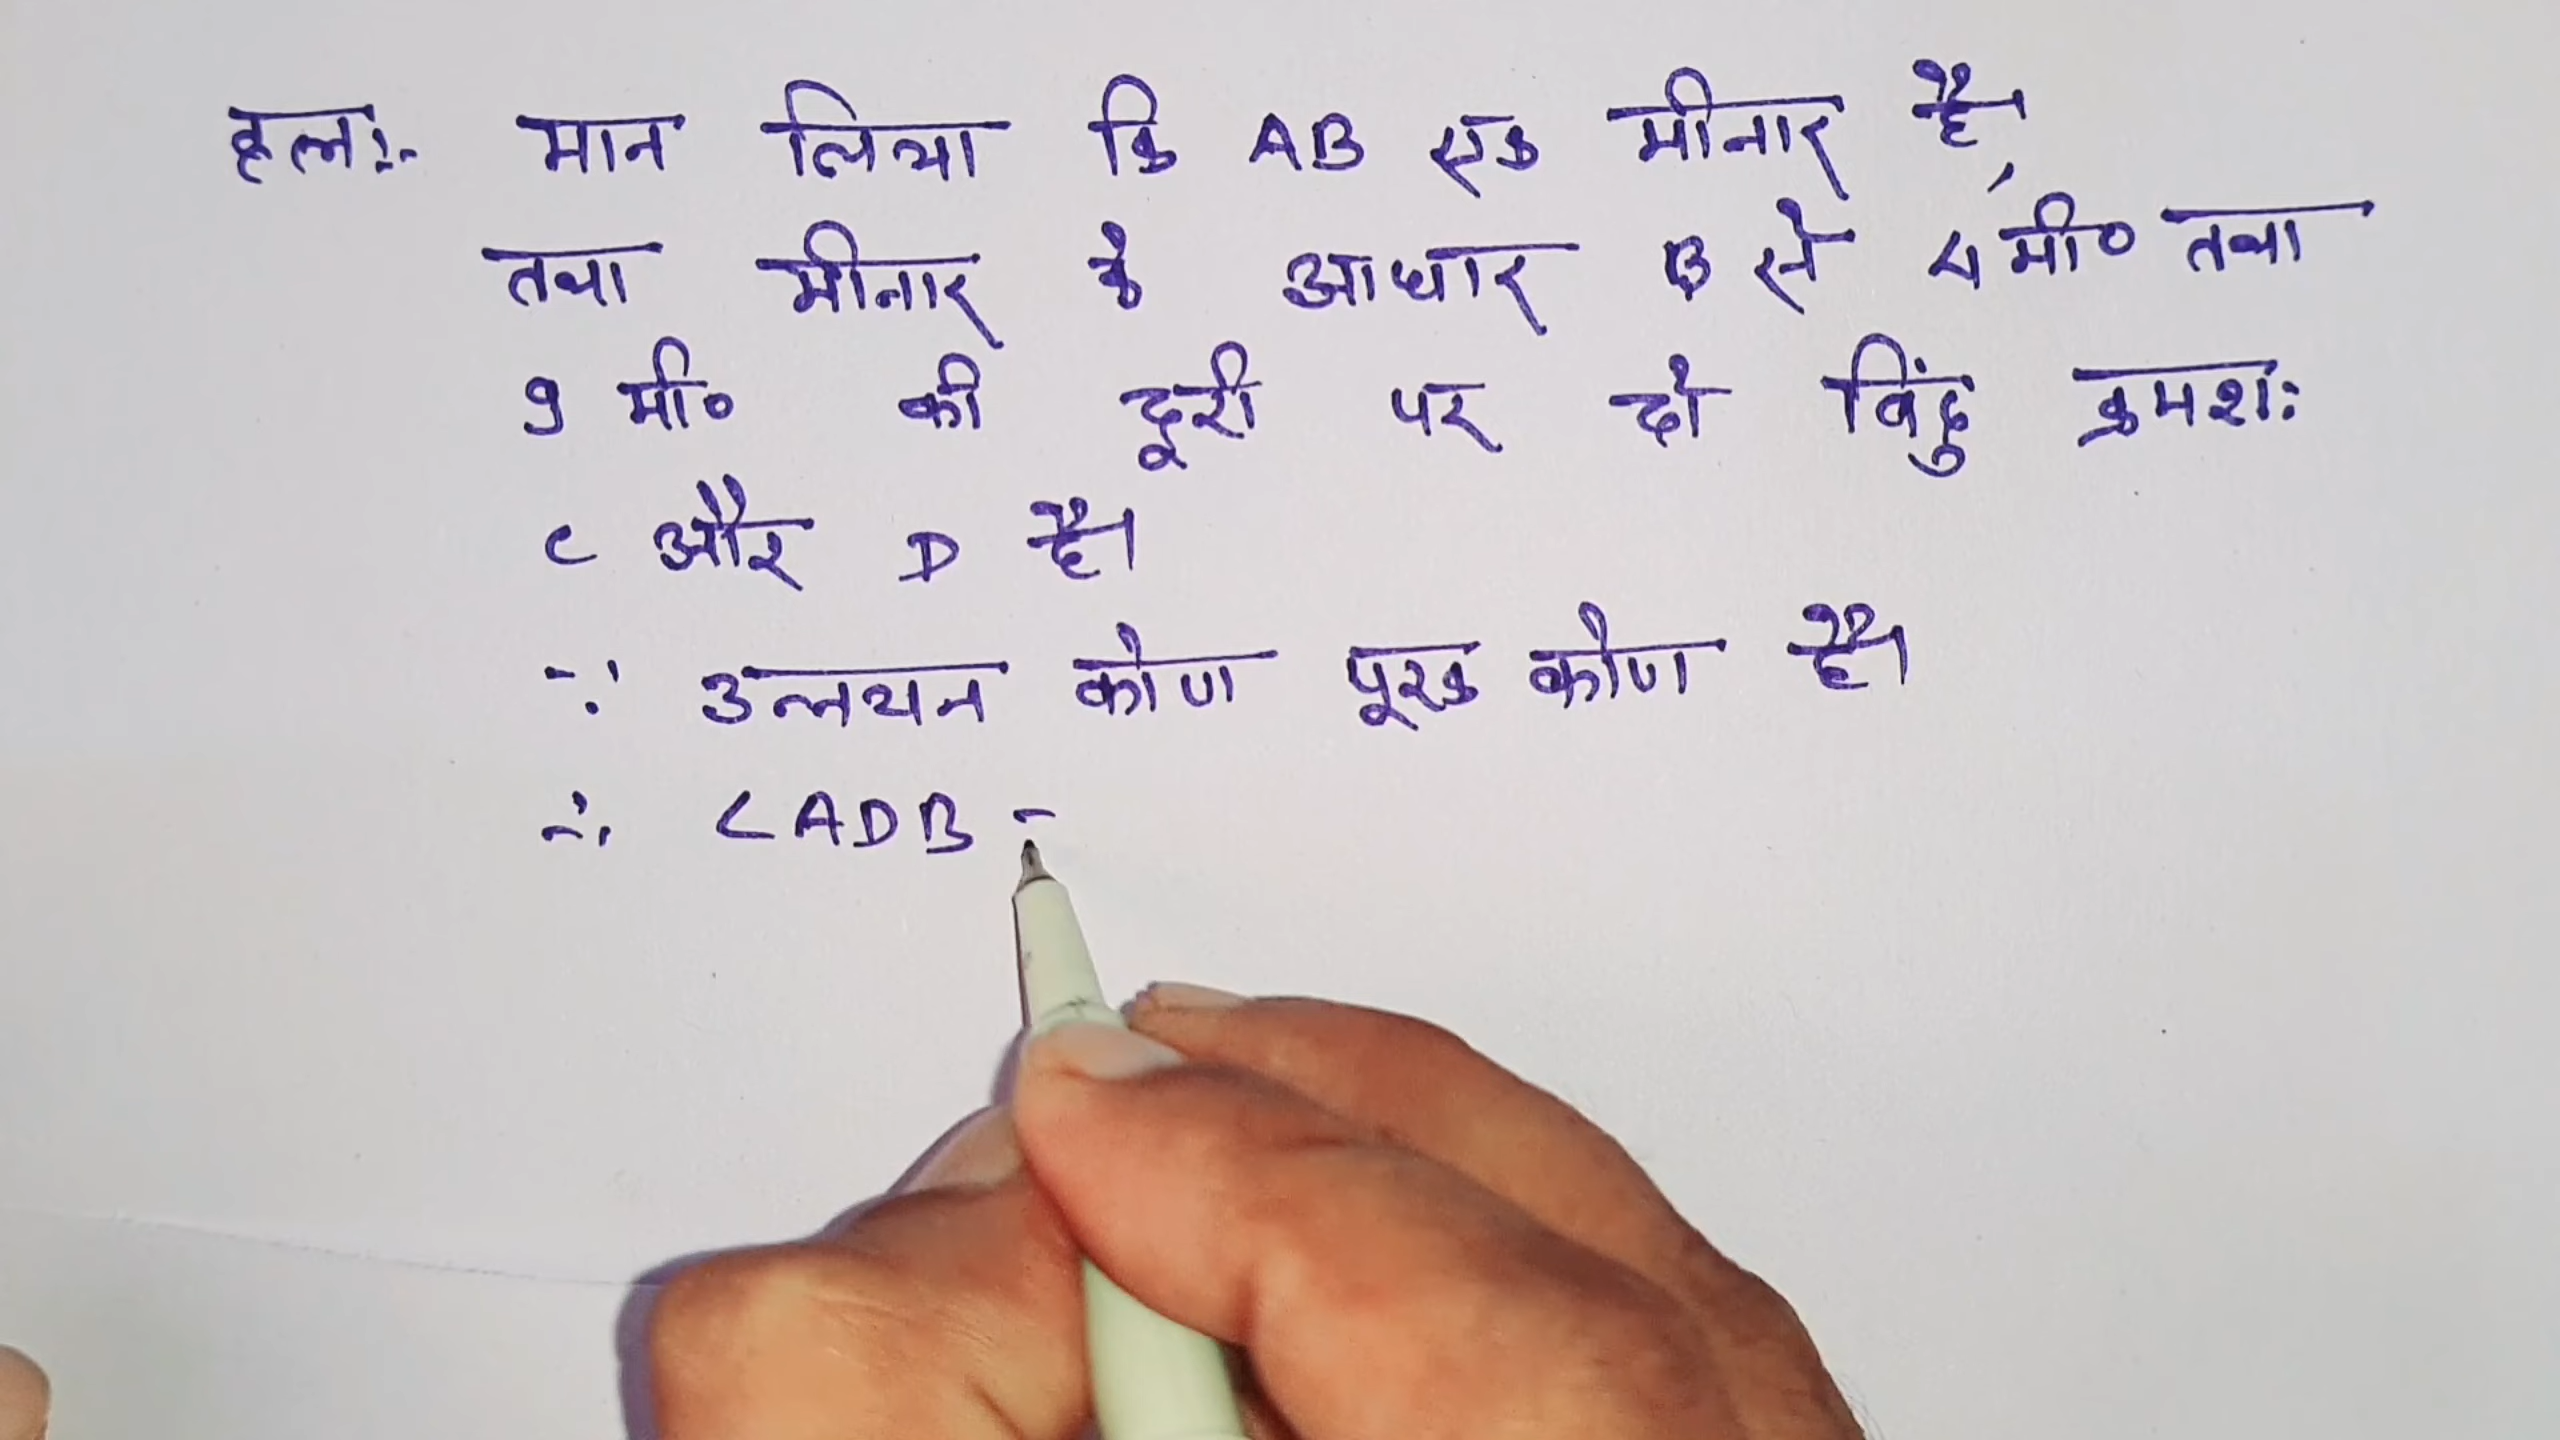 हल:- मान लिया कि AB एक मीनार है,
तथा मीनार के आधार B से 4 मी० तथा
9 मी० की दूरी पर दो बिंदु क्रमश:
C और D है।
∵ उन्नयन कोण पूरक कोण है।
∴ <ADB =